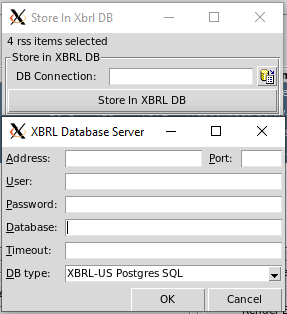 Store In Xbrl DB
4 rss items selected
Store in XBRL DB
DB Connection:
Store In XBRL DB
XBRL Database Server
Address: Port:
User:
Password:
Database:
Timeout:
DB type: XBRL-US Postgres SQL
OK Cancel